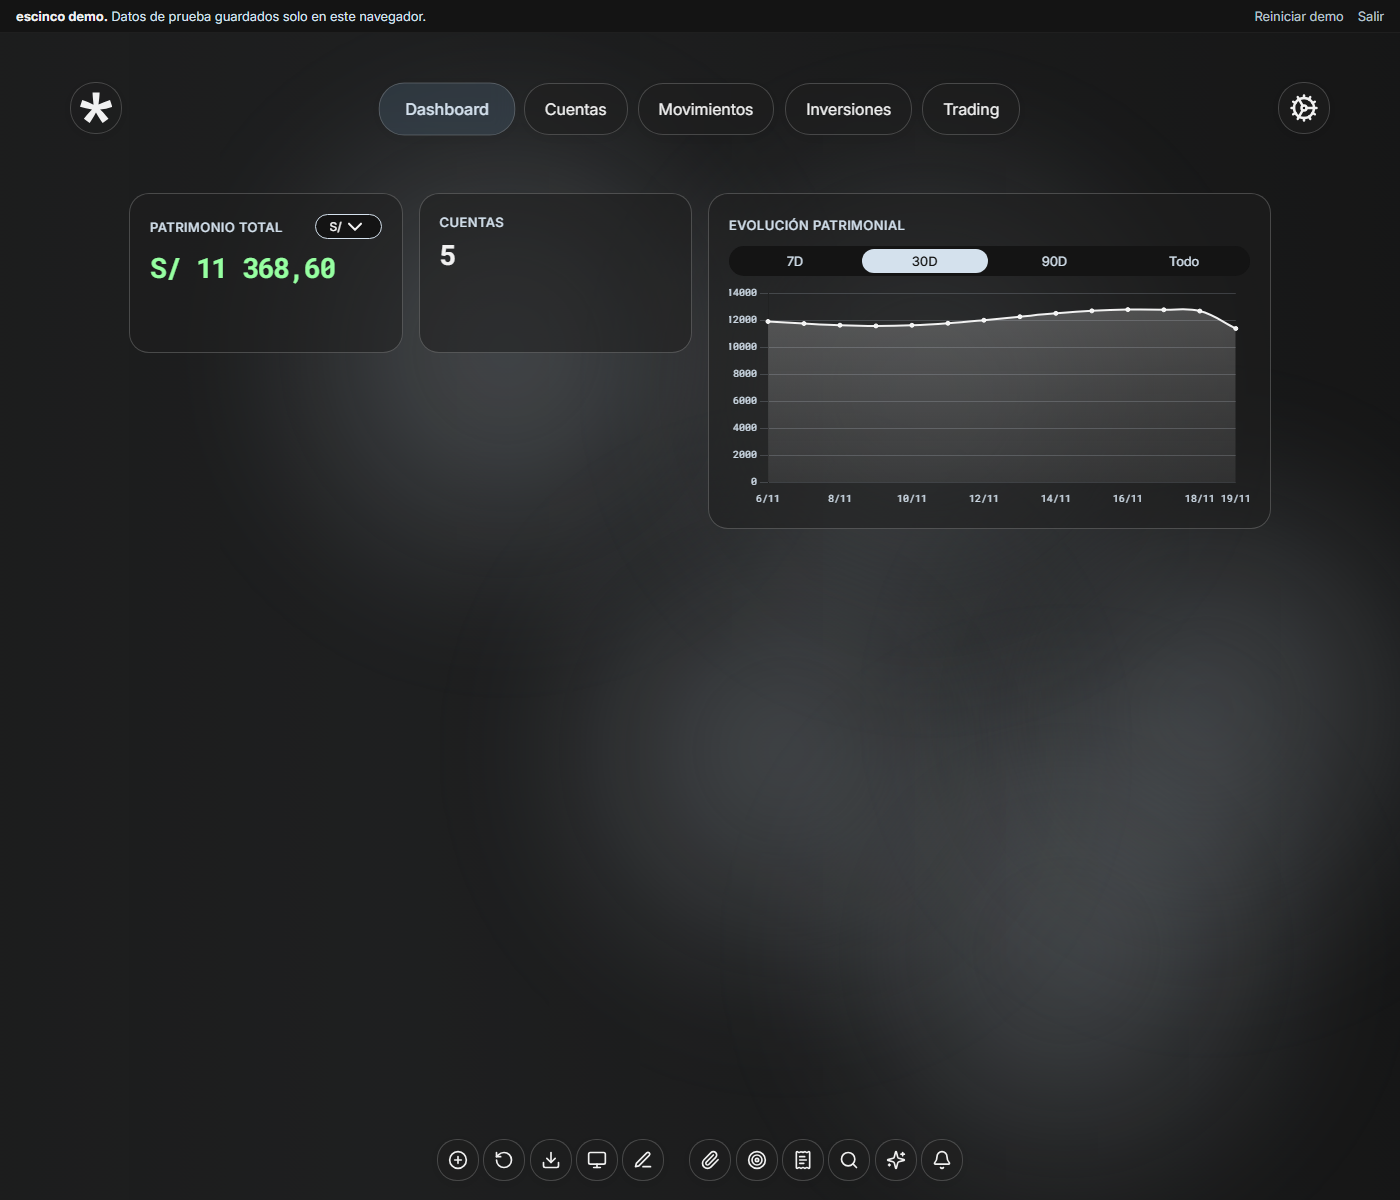 escinco demo. Datos de prueba guardados solo en este navegador.
Reiniciar demo Salir
Dashboard Cuentas Movimientos Inversiones Trading
PATRIMONIO TOTAL S/
S/ 11 368,60
CUENTAS
5
EVOLUCIÓN PATRIMONIAL
7D 30D 90D Todo
14000
12000
10000
8000
6000
4000
2000
0
6/11 8/11 10/11 12/11 14/11 16/11 18/11 19/11